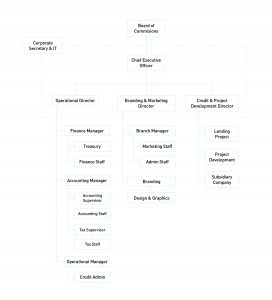 Board of
Commisions
Corporate
Secretary & IT
Chief Executive
Officer
Operational Director
Branding & Marketing
Director
Credit & Project
Development Director
Finance Manager
Treasury
Finance Staff
Accounting Manager
Accounting
Supervisor
Accounting Staff
Tax Supervisor
Tax Staff
Operational Manager
Credit Admin
Branch Manager
Marketing Staff
Admin Staff
Branding
Design & Graphics
Lending
Project
Project
Development
Subsidiary
Company